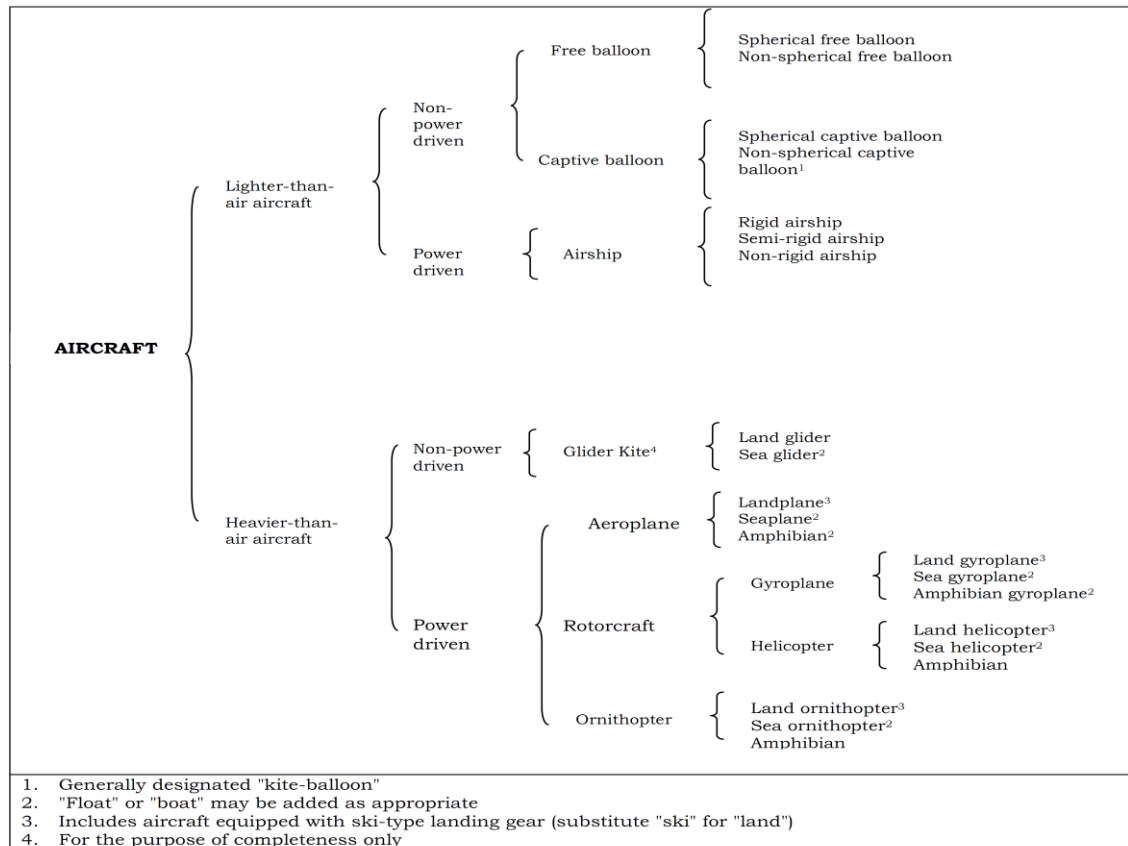 Free balloon
Spherical free balloon
Non-spherical free balloon
Non-
power
driven
Captive balloon
Spherical captive balloon
Non-spherical captive
balloon¹
Lighter-than-
air aircraft
Power
driven
Airship
Rigid airship
Semi-rigid airship
Non-rigid airship
AIRCRAFT
Non-power
driven
Glider Kite⁴
Land glider
Sea glider²
Heavier-than-
air aircraft
Aeroplane
Landplane³
Seaplane²
Amphibian²
Power
driven
Rotorcraft
Gyroplane
Land gyroplane³
Sea gyroplane²
Amphibian gyroplane²
Helicopter
Land helicopter³
Sea helicopter²
Amphibian
Ornithopter
Land ornithopter³
Sea ornithopter²
Amphibian
1. Generally designated "kite-balloon"
2. "Float" or "boat" may be added as appropriate
3. Includes aircraft equipped with ski-type landing gear (substitute "ski" for "land")
4. For the purpose of completeness only